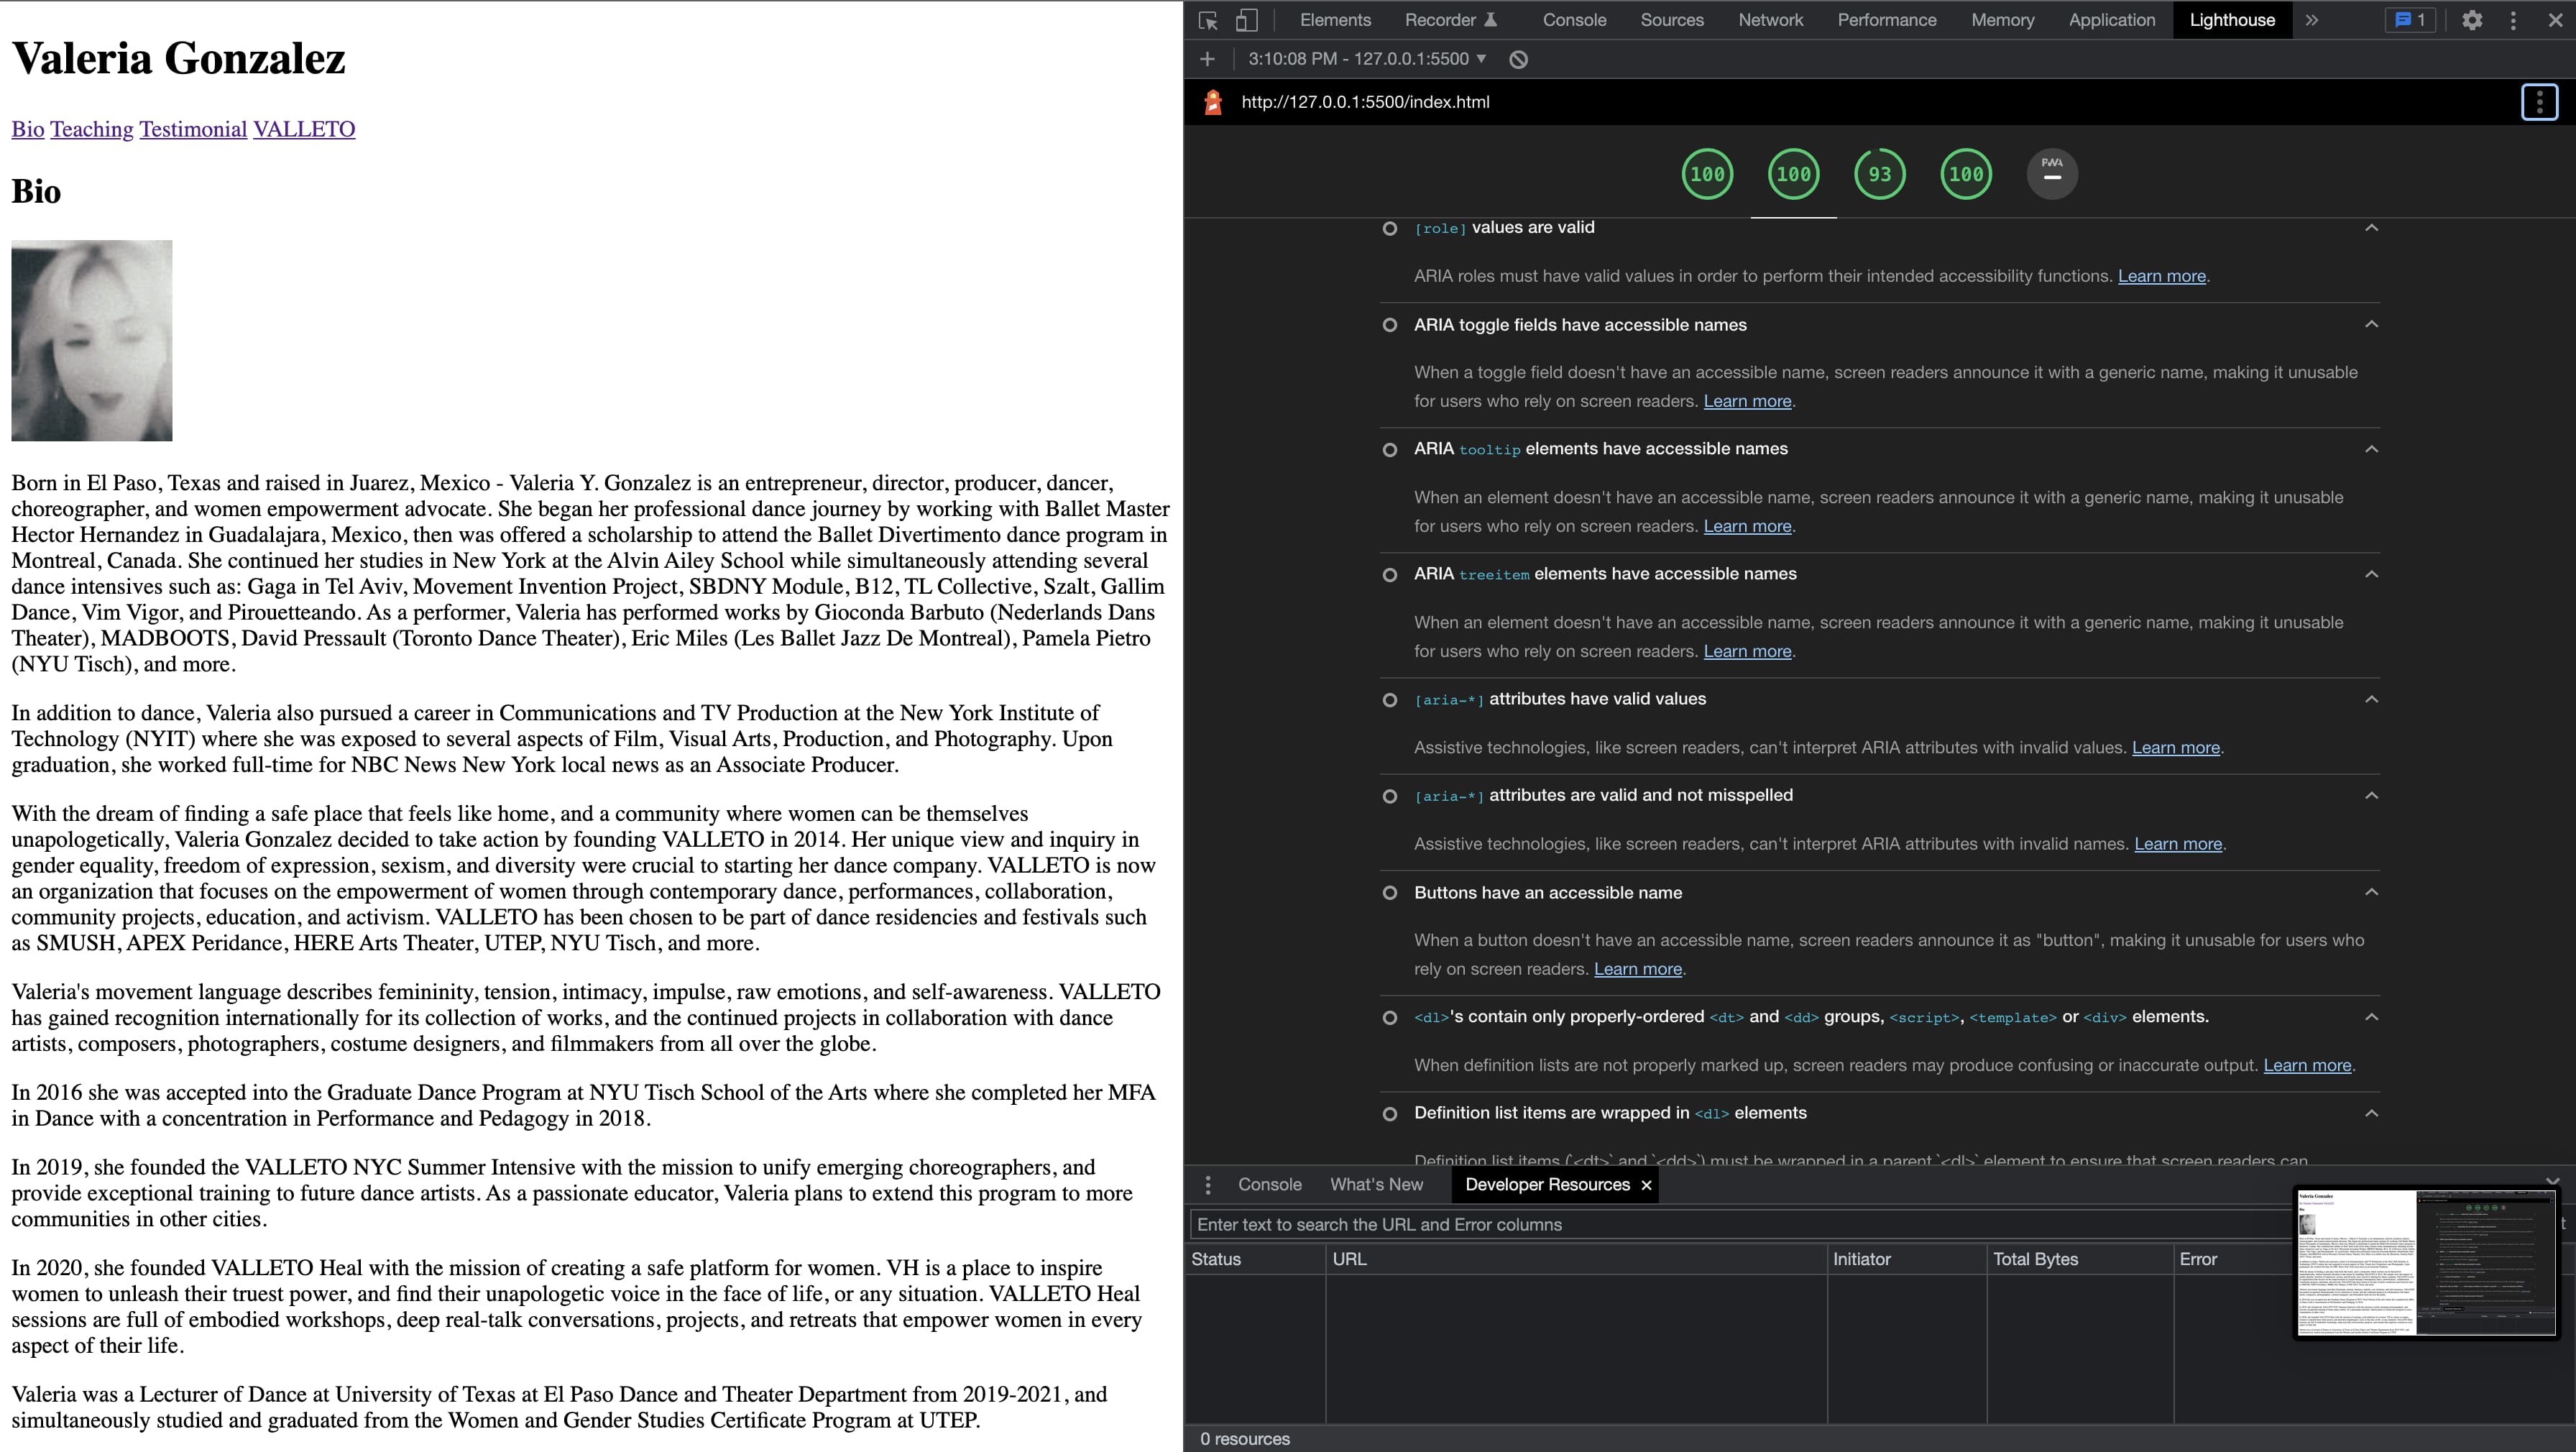 Valeria Gonzalez
Bio Teaching Testimonial VALLETO
Bio
Born in El Paso, Texas and raised in Juarez, Mexico - Valeria Y. Gonzalez is an entrepreneur, director, producer, dancer,
choreographer, and women empowerment advocate. She began her professional dance journey by working with Ballet Master
Hector Hernandez in Guadalajara, Mexico, then was offered a scholarship to attend the Ballet Divertimento dance program in
Montreal, Canada. She continued her studies in New York at the Alvin Ailey School while simultaneously attending several
dance intensives such as: Gaga in Tel Aviv, Movement Invention Project, SBDNY Module, B12, TL Collective, Szalt, Gallim
Dance, Vim Vigor, and Pirouetteando. As a performer, Valeria has performed works by Gioconda Barbuto (Nederlands Dans
Theater), MADBOOTS, David Pressault (Toronto Dance Theater), Eric Miles (Les Ballet Jazz De Montreal), Pamela Pietro
(NYU Tisch), and more.
In addition to dance, Valeria also pursued a career in Communications and TV Production at the New York Institute of
Technology (NYIT) where she was exposed to several aspects of Film, Visual Arts, Production, and Photography. Upon
graduation, she worked full-time for NBC News New York local news as an Associate Producer.
With the dream of finding a safe place that feels like home, and a community where women can be themselves
unapologetically, Valeria Gonzalez decided to take action by founding VALLETO in 2014. Her unique view and inquiry in
gender equality, freedom of expression, sexism, and diversity were crucial to starting her dance company. VALLETO is now
an organization that focuses on the empowerment of women through contemporary dance, performances, collaboration,
community projects, education, and activism. VALLETO has been chosen to be part of dance residencies and festivals such
as SMUSH, APEX Peridance, HERE Arts Theater, UTEP, NYU Tisch, and more.
Valeria's movement language describes femininity, tension, intimacy, impulse, raw emotions, and self-awareness. VALLETO
has gained recognition internationally for its collection of works, and the continued projects in collaboration with dance
artists, composers, photographers, costume designers, and filmmakers from all over the globe.
In 2016 she was accepted into the Graduate Dance Program at NYU Tisch School of the Arts where she completed her MFA
in Dance with a concentration in Performance and Pedagogy in 2018.
In 2019, she founded the VALLETO NYC Summer Intensive with the mission to unify emerging choreographers, and
provide exceptional training to future dance artists. As a passionate educator, Valeria plans to extend this program to more
communities in other cities.
In 2020, she founded VALLETO Heal with the mission of creating a safe platform for women. VH is a place to inspire
women to unleash their truest power, and find their unapologetic voice in the face of life, or any situation. VALLETO Heal
sessions are full of embodied workshops, deep real-talk conversations, projects, and retreats that empower women in every
aspect of their life.
Valeria was a Lecturer of Dance at University of Texas at El Paso Dance and Theater Department from 2019-2021, and
simultaneously studied and graduated from the Women and Gender Studies Certificate Program at UTEP.
Elements Recorder Console Sources Network Performance Memory Application Lighthouse 1
3:10:08 PM - 127.0.0.1:5500
http://127.0.0.1:5500/index.html
100 100 93 100 PWA
[role] values are valid
ARIA roles must have valid values in order to perform their intended accessibility functions. Learn more.
ARIA toggle fields have accessible names
When a toggle field doesn't have an accessible name, screen readers announce it with a generic name, making it unusable
for users who rely on screen readers. Learn more.
ARIA tooltip elements have accessible names
When an element doesn't have an accessible name, screen readers announce it with a generic name, making it unusable
for users who rely on screen readers. Learn more.
ARIA treeitem elements have accessible names
When an element doesn't have an accessible name, screen readers announce it with a generic name, making it unusable
for users who rely on screen readers. Learn more.
[aria-*] attributes have valid values
Assistive technologies, like screen readers, can't interpret ARIA attributes with invalid values. Learn more.
[aria-*] attributes are valid and not misspelled
Assistive technologies, like screen readers, can't interpret ARIA attributes with invalid names. Learn more.
Buttons have an accessible name
When a button doesn't have an accessible name, screen readers announce it as "button", making it unusable for users who
rely on screen readers. Learn more.
<dl>'s contain only properly-ordered <dt> and <dd> groups, <script>, <template> or <div> elements.
When definition lists are not properly marked up, screen readers may produce confusing or inaccurate output. Learn more.
Definition list items are wrapped in <dl> elements
Definition list items (`<dt>` and `<dd>`) must be wrapped in a parent `<dl>` element to ensure that screen readers can
Console What's New Developer Resources
Enter text to search the URL and Error columns
Status URL Initiator Total Bytes Error
0 resources
Valeria Gonzalez